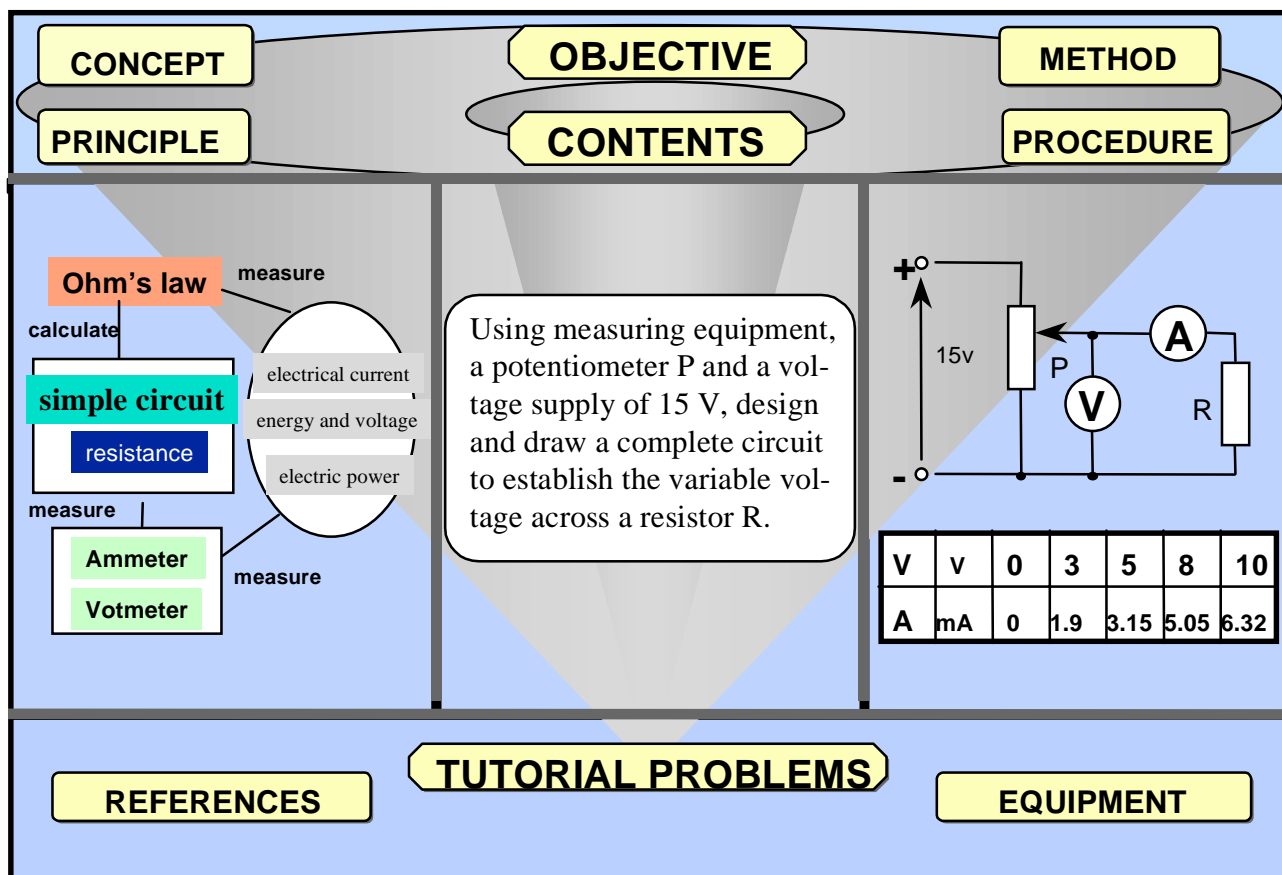 CONCEPT
OBJECTIVE
METHOD
PRINCIPLE
CONTENTS
PROCEDURE
Ohm's law
measure
calculate
simple circuit
resistance
electrical current
energy and voltage
electric power
measure
Ammeter
Votmeter
measure
Using measuring equipment,
a potentiometer P and a vol-
tage supply of 15 V, design
and draw a complete circuit
to establish the variable vol-
tage across a resistor R.
+
15v
-
P
A
V
R
V V 0 3 5 8 10
A mA 0 1.9 3.15 5.05 6.32
TUTORIAL PROBLEMS
REFERENCES
EQUIPMENT